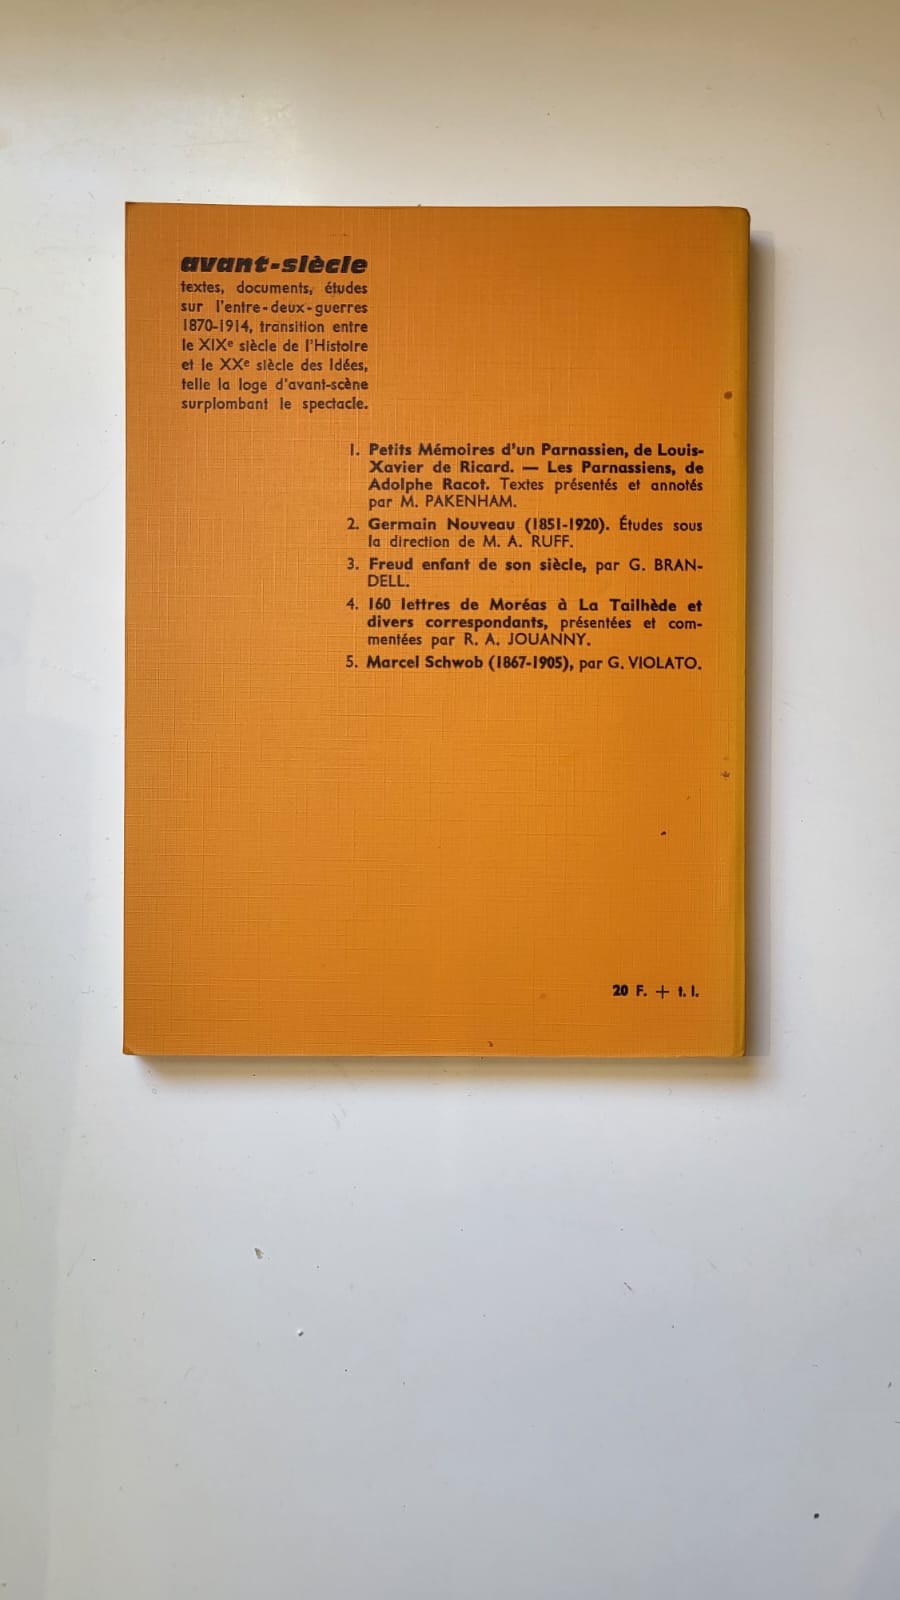 avant-siècle
textes, documents, études
sur l'entre-deux-guerres
1870-1914, transition entre
le XIXe siècle de l'Histoire
et le XXe siècle des Idées,
telle la loge d'avant-scène
surplombant le spectacle.
1. Petits Mémoires d'un Parnassien, de Louis-
Xavier de Ricard. — Les Parnassiens, de
Adolphe Racot. Textes présentés et annotés
par M. PAKENHAM.
2. Germain Nouveau (1851-1920). Études sous
la direction de M. A. RUFF.
3. Freud enfant de son siècle, par G. BRAN-
DELL.
4. 160 lettres de Moréas à La Tailhède et
divers correspondants, présentées et com-
mentées par R. A. JOUANNY.
5. Marcel Schwob (1867-1905), par G. VIOLATO.
20 F. + t. l.